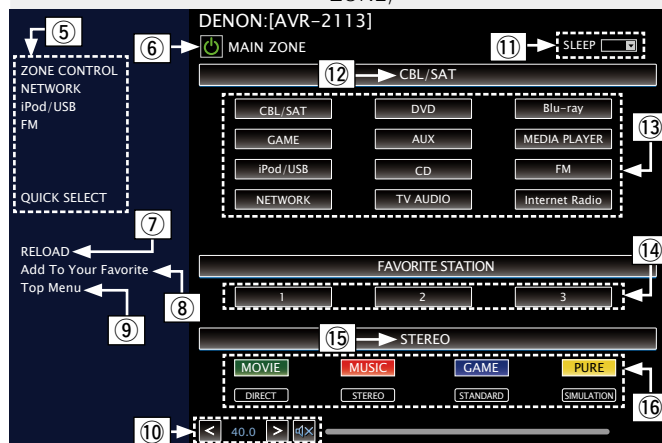 ZONE)
DENON:[AVR-2113]
⑤
⑥ MAIN ZONE
⑪ SLEEP
ZONE CONTROL
NETWORK
iPod/USB
FM
QUICK SELECT
⑫ CBL/SAT
CBL/SAT DVD Blu-ray
GAME AUX MEDIA PLAYER
iPod/USB CD FM
NETWORK TV AUDIO Internet Radio
⑬
⑦
RELOAD
Add To Your Favorite
Top Menu
⑧
⑨
FAVORITE STATION
⑭
1 2 3
⑮ STEREO
MOVIE MUSIC GAME PURE
DIRECT STEREO STANDARD SIMULATION
⑯
⑩ < 40.0 >